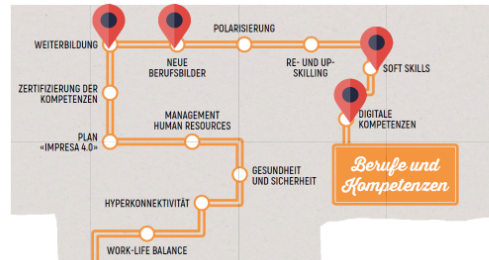 POLARISIERUNG
WEITERBILDUNG
NEUE
BERUFSBILDER
RE- UND UP-
SKILLING
SOFT SKILLS
ZERTIFIZIERUNG DER
KOMPETENZEN
DIGITALE
KOMPETENZEN
MANAGEMENT
HUMAN RESOURCES
PLAN
«IMPRESA 4.0»
Berufe und
Kompetenzen
GESUNDHEIT
UND SICHERHEIT
HYPERKONNEKTIVITÄT
WORK-LIFE BALANCE